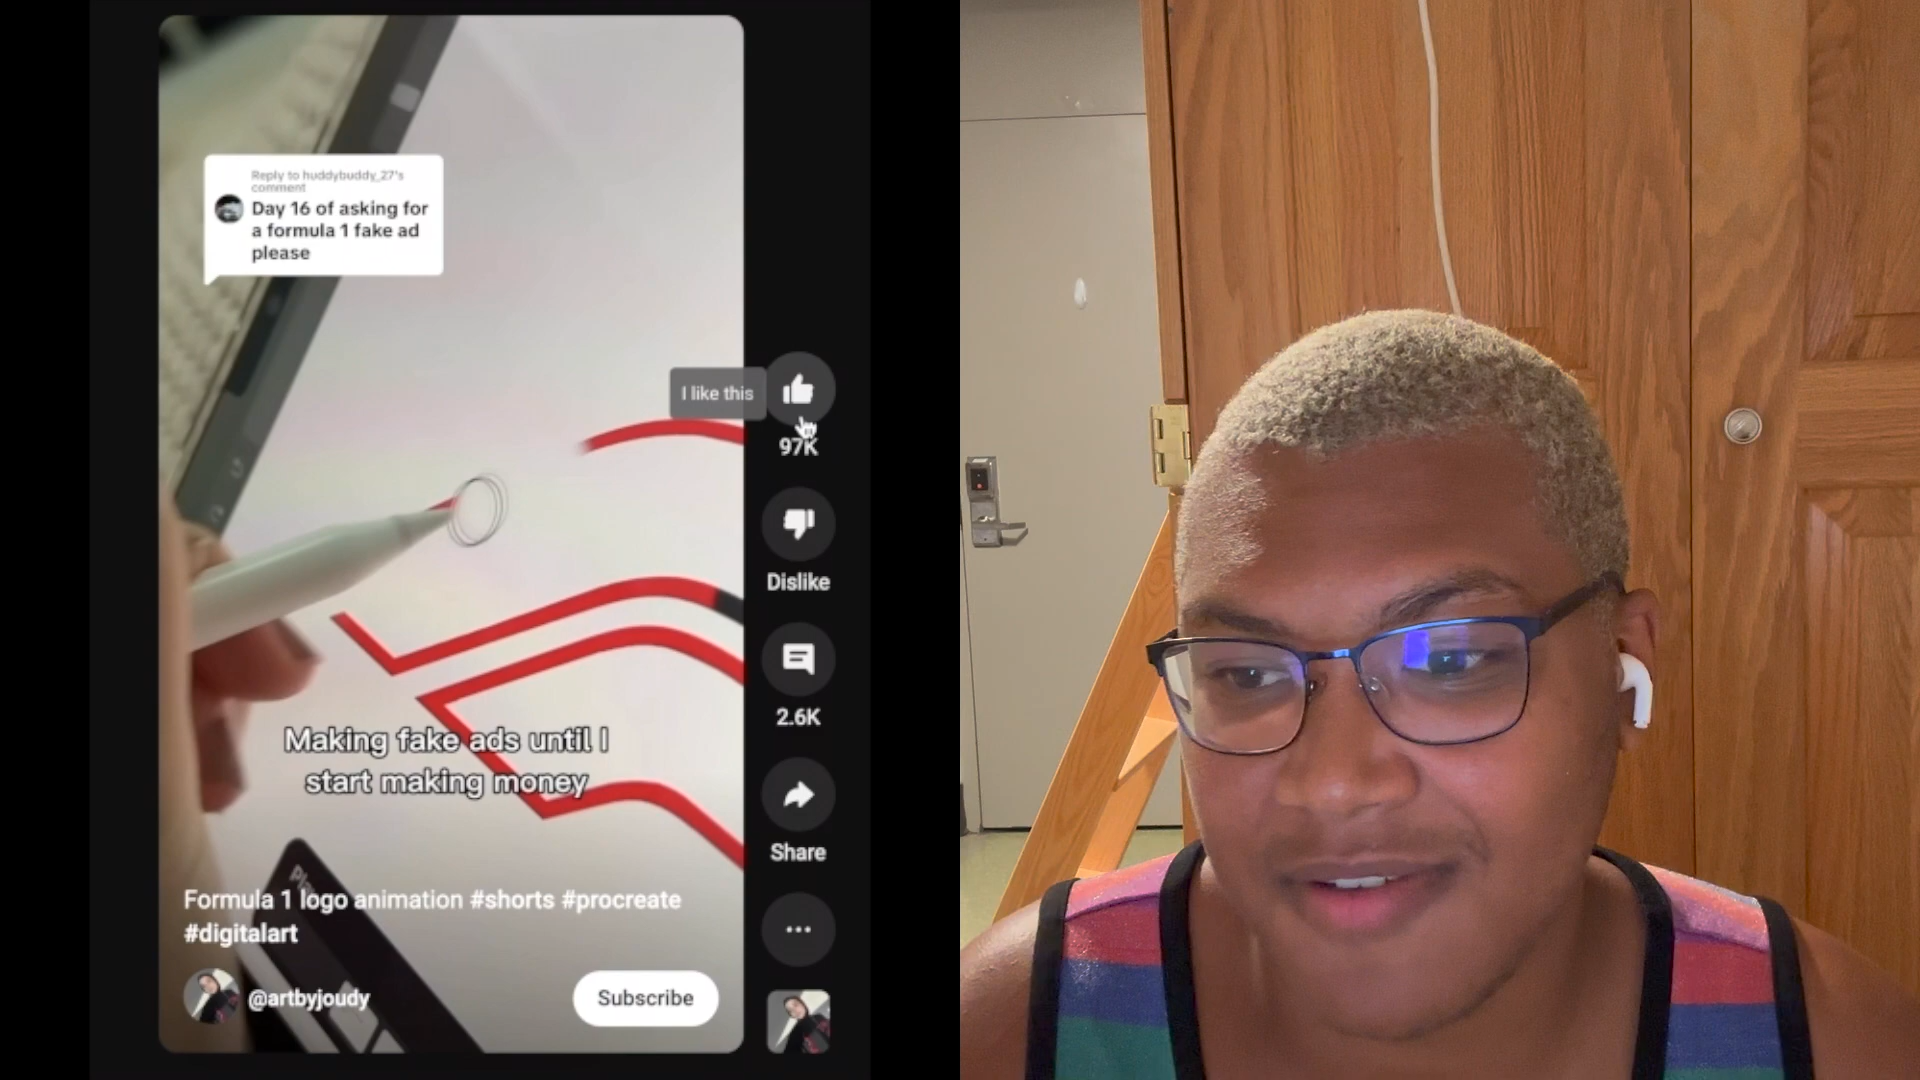 Reply to huddybuddy_27's
comment
Day 16 of asking for
a formula 1 fake ad
please
I like this
97K
Dislike
2.6K
Making fake ads until I
start making money
Share
Formula 1 logo animation #shorts #procreate
#digitalart
@artbyjoudy
Subscribe